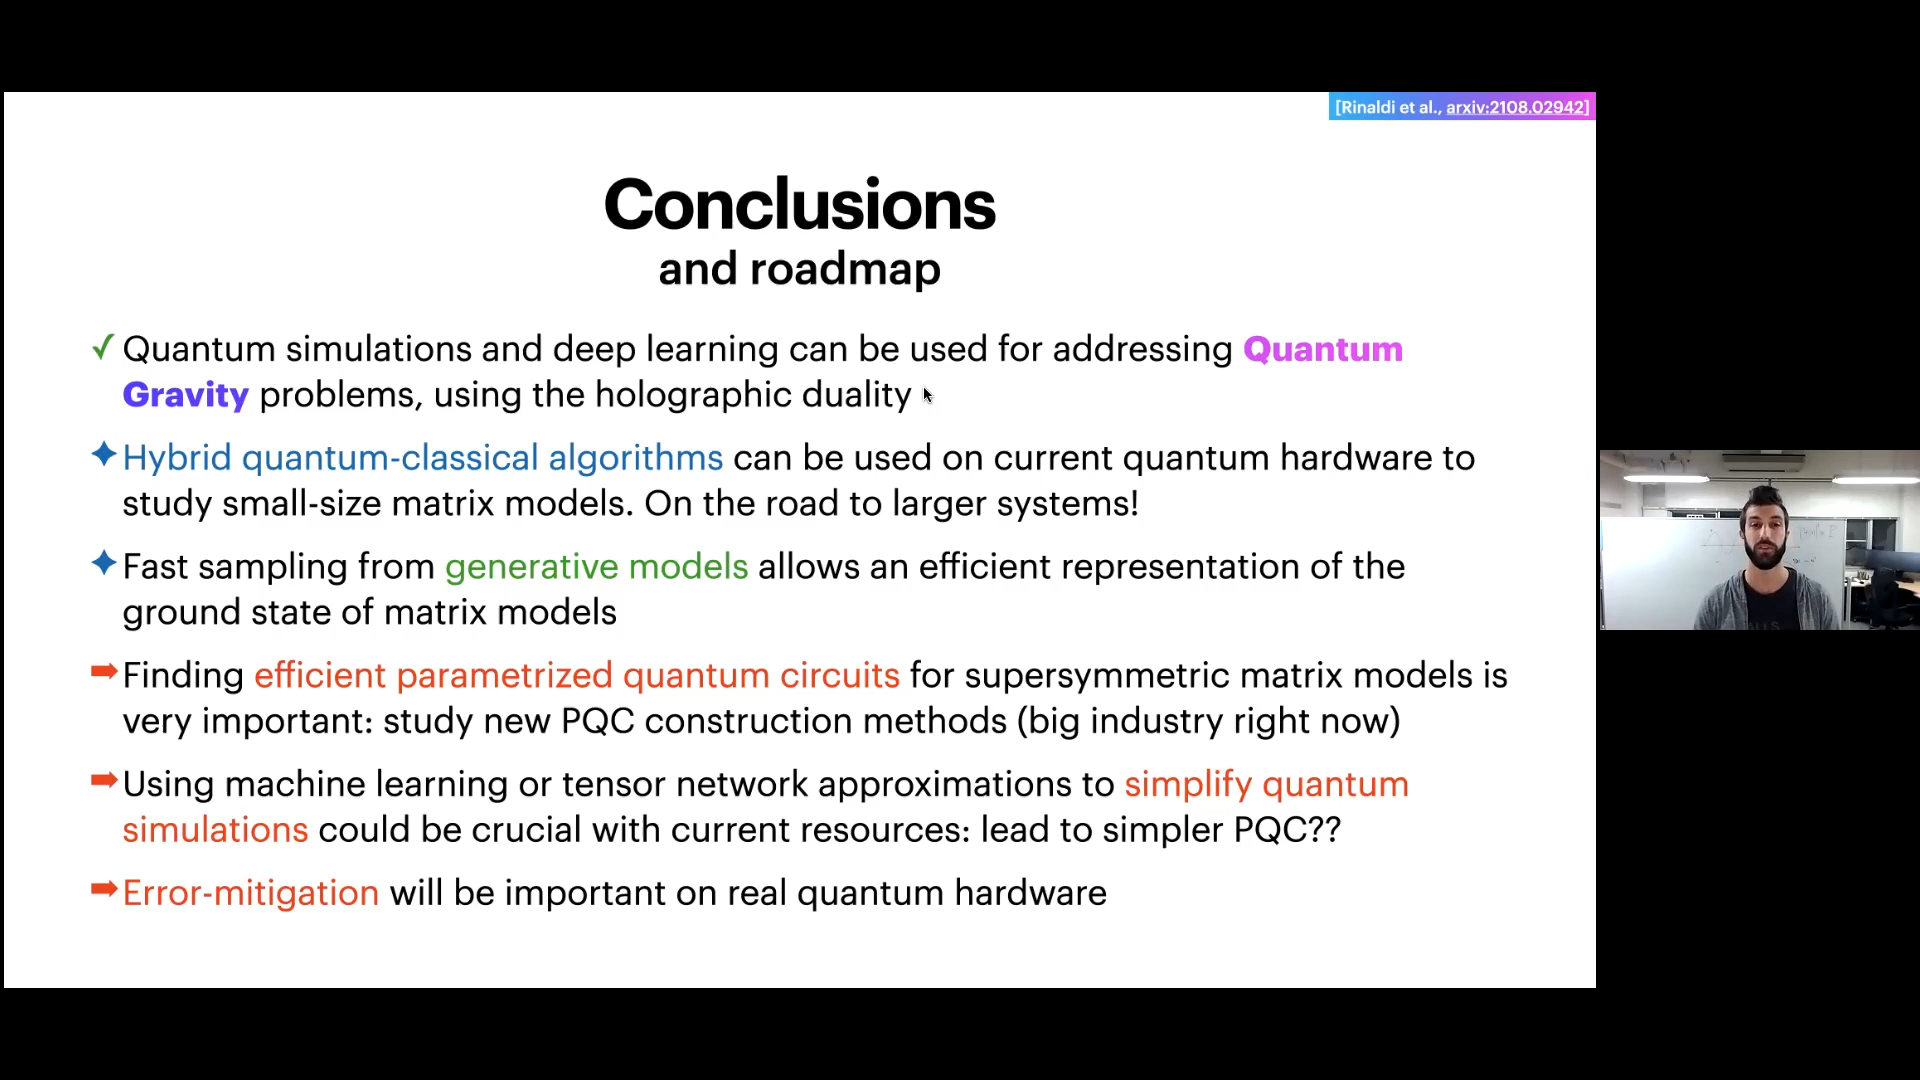 [Rinaldi et al., arxiv:2108.02942]
Conclusions
and roadmap
✓ Quantum simulations and deep learning can be used for addressing Quantum
Gravity problems, using the holographic duality
✦ Hybrid quantum-classical algorithms can be used on current quantum hardware to
study small-size matrix models. On the road to larger systems!
✦ Fast sampling from generative models allows an efficient representation of the
ground state of matrix models
➡ Finding efficient parametrized quantum circuits for supersymmetric matrix models is
very important: study new PQC construction methods (big industry right now)
➡ Using machine learning or tensor network approximations to simplify quantum
simulations could be crucial with current resources: lead to simpler PQC??
➡ Error-mitigation will be important on real quantum hardware